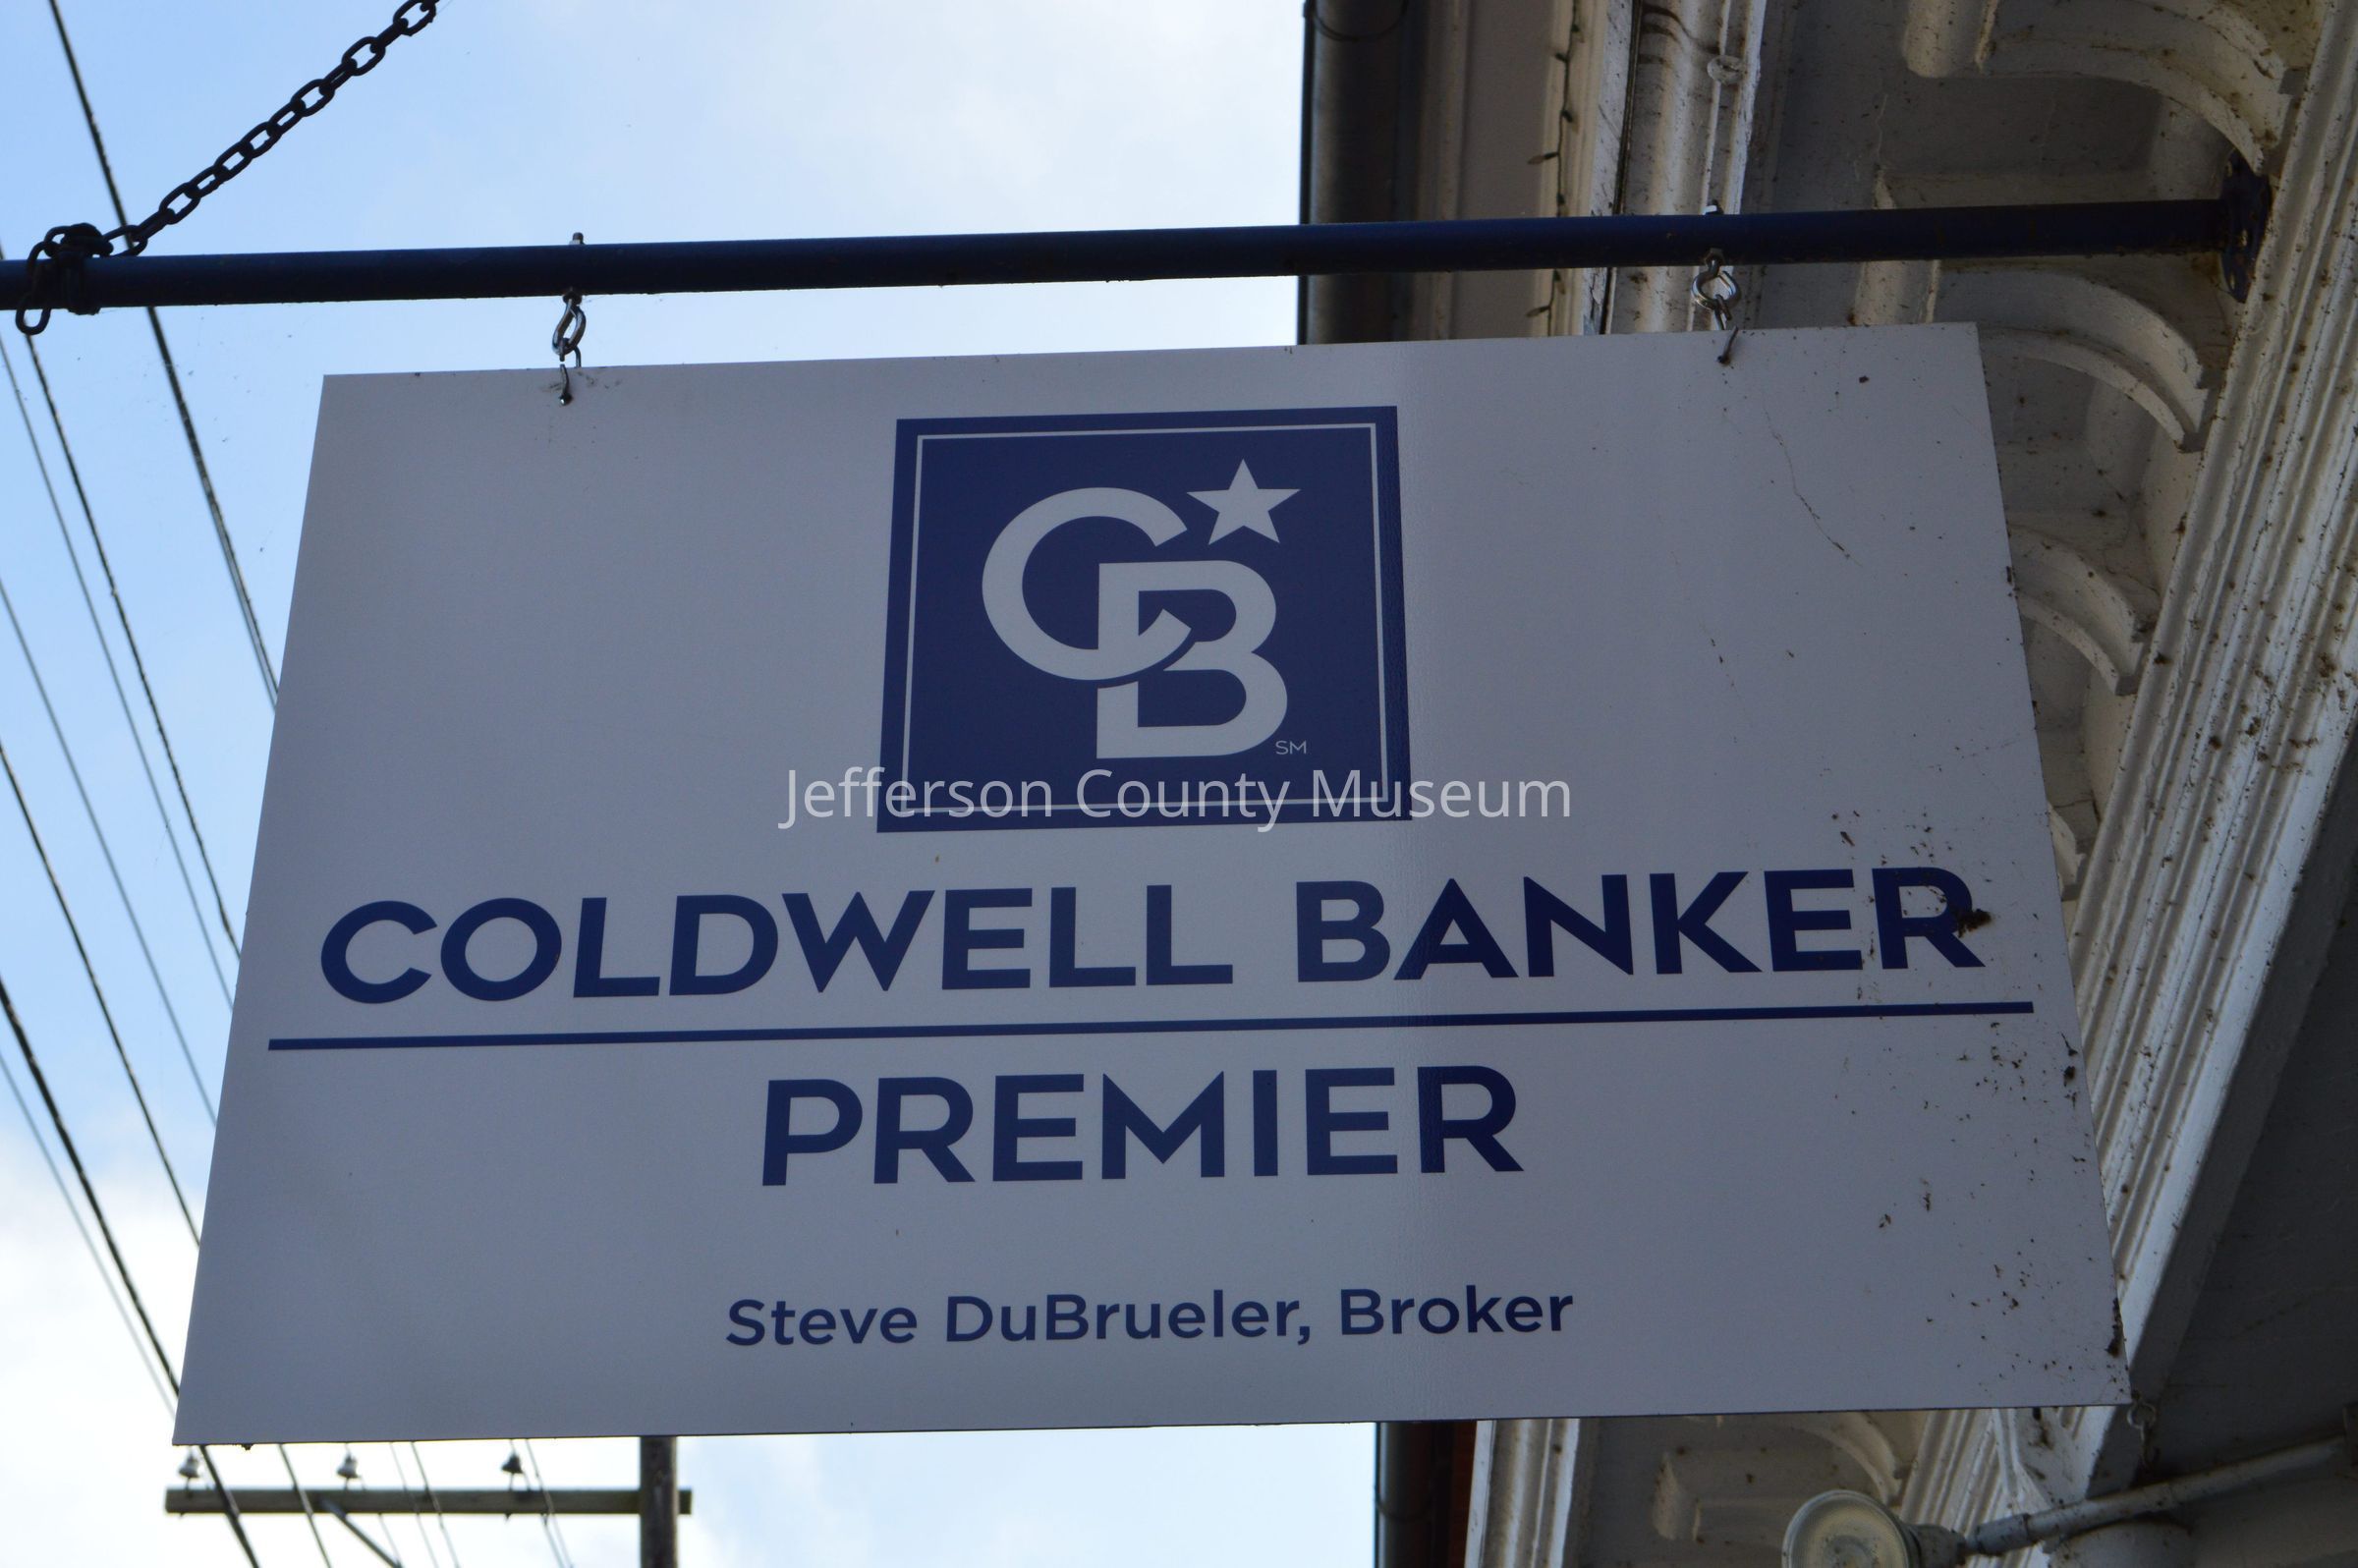 CB
SM
Jefferson County Museum
COLDWELL BANKER
PREMIER
Steve DuBrueler, Broker